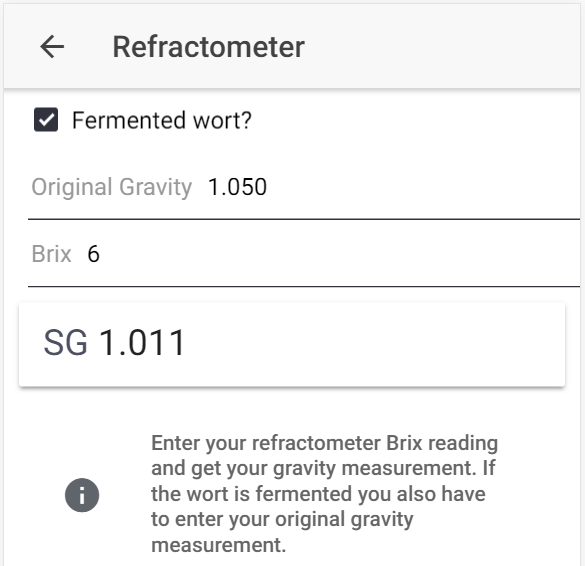 Refractometer
Fermented wort?
Original Gravity 1.050
Brix 6
SG 1.011
Enter your refractometer Brix reading
and get your gravity measurement. If
the wort is fermented you also have
to enter your original gravity
measurement.